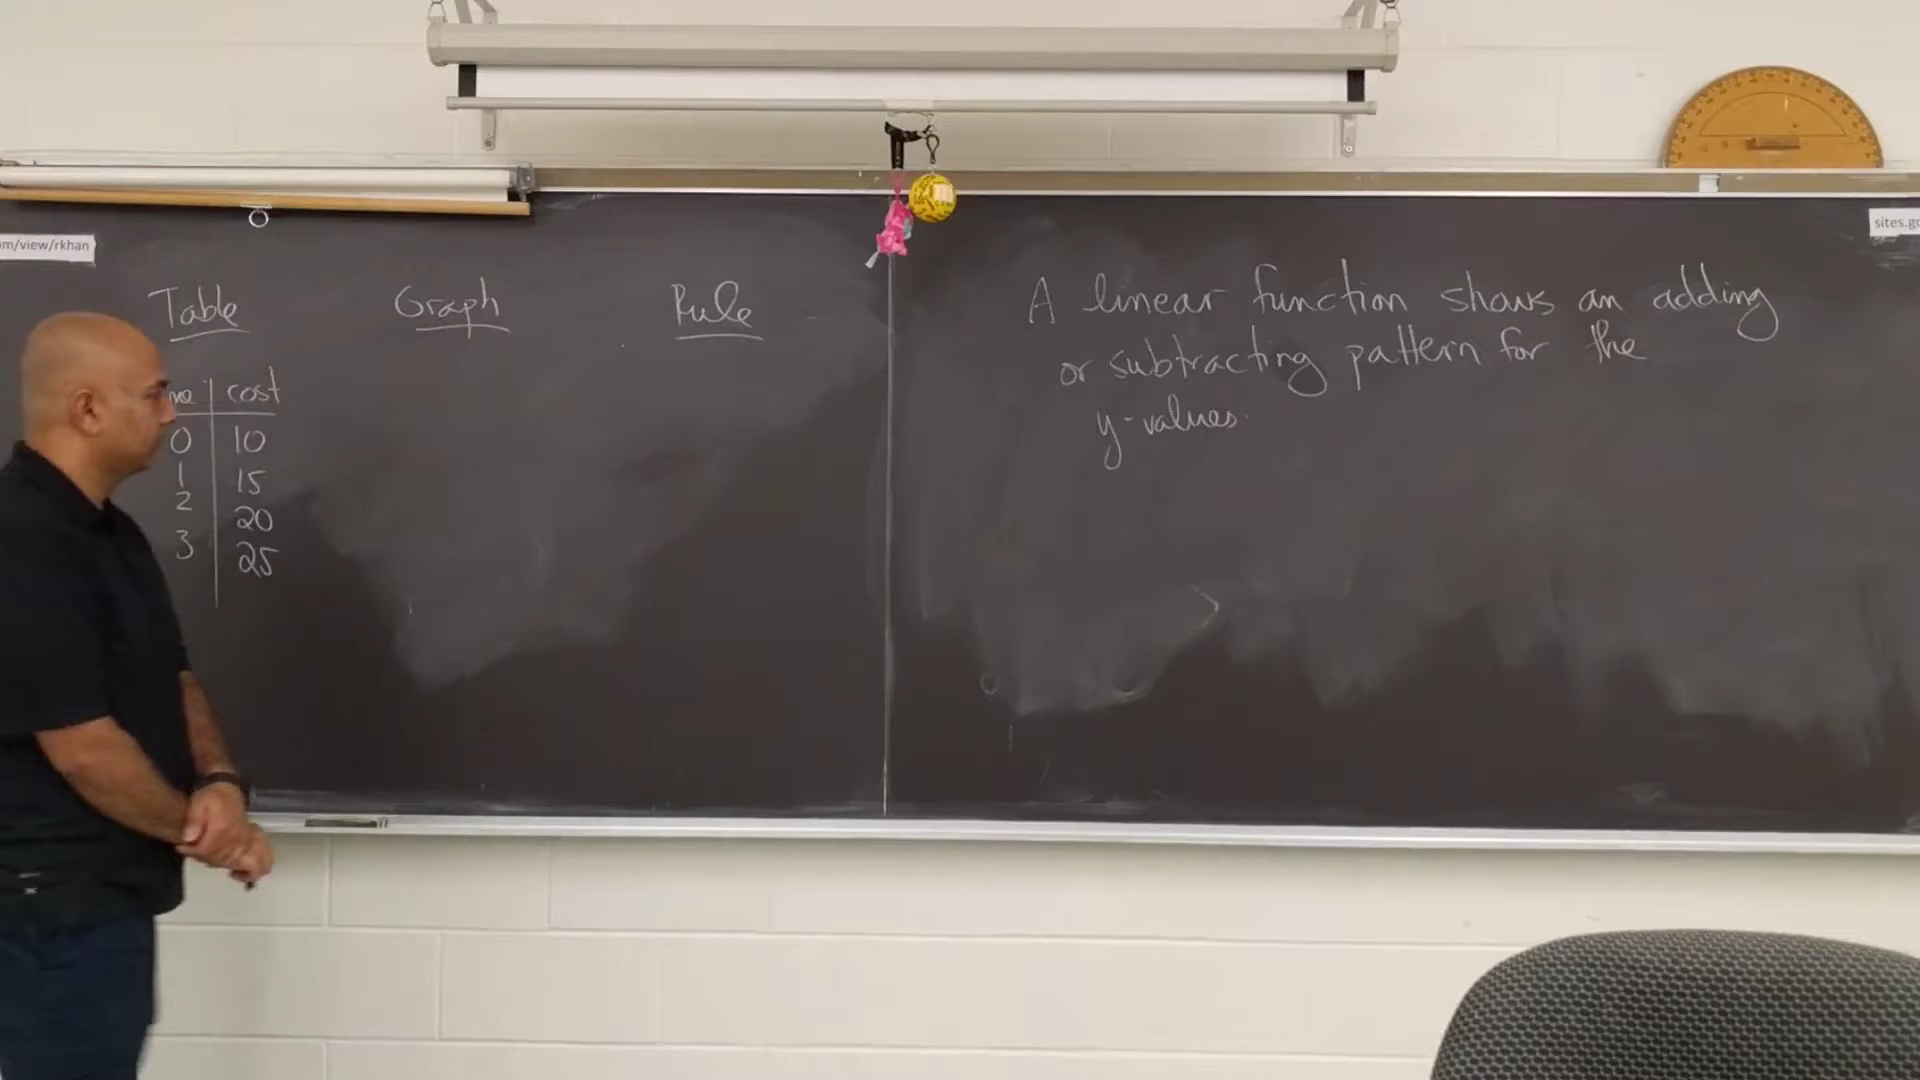 m/view/rkhan
sites.go
Table Graph Rule
cost
0 10
1 15
2 20
3 25
A linear function shows an adding
or subtracting pattern for the
y-values.